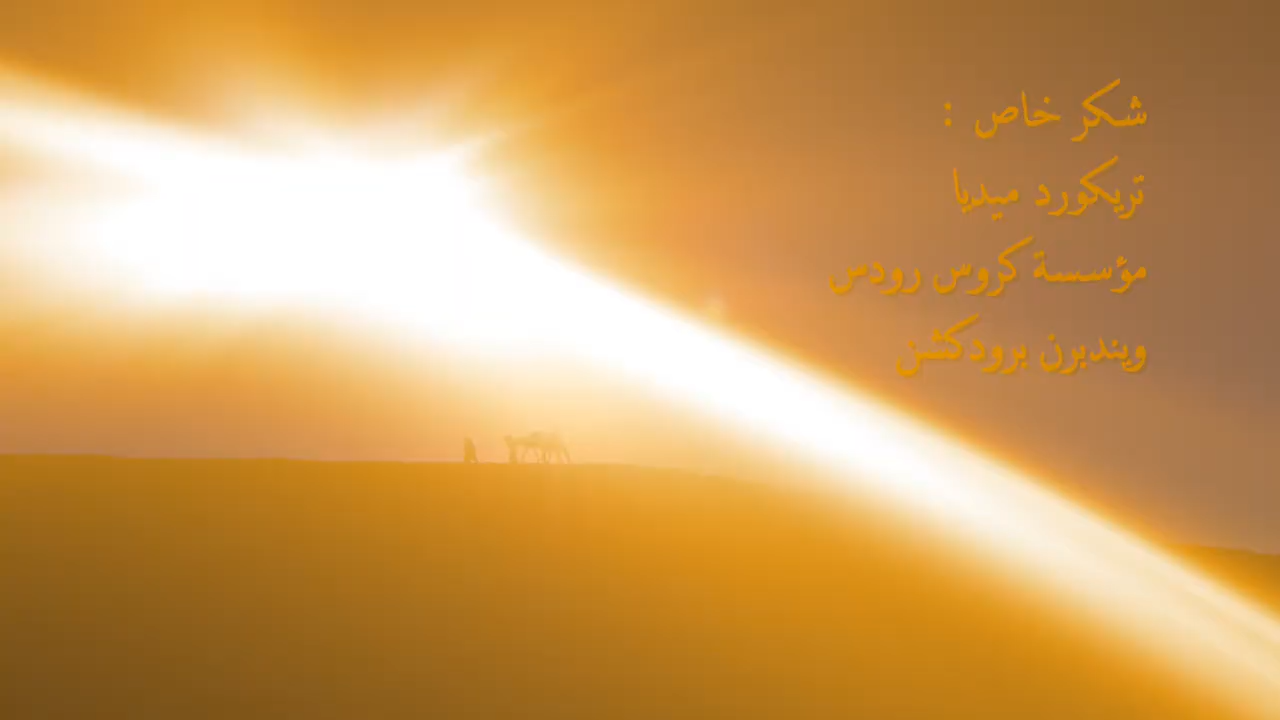 شكر خاص :
تريكورد ميديا
مؤسسة كروس رودس
ويندبرن برودكشن